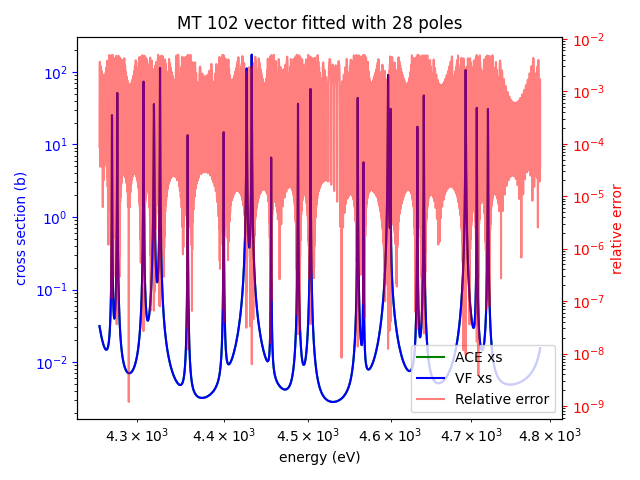 MT 102 vector fitted with 28 poles
cross section (b)
10² 10¹ 10⁰ 10⁻¹ 10⁻²
10⁻² 10⁻³ 10⁻⁴ 10⁻⁵ 10⁻⁶ 10⁻⁷ 10⁻⁸ 10⁻⁹
relative error
ACE xs
VF xs
Relative error
4.3 × 10³ 4.4 × 10³ 4.5 × 10³ 4.6 × 10³ 4.7 × 10³ 4.8 × 10³
energy (eV)